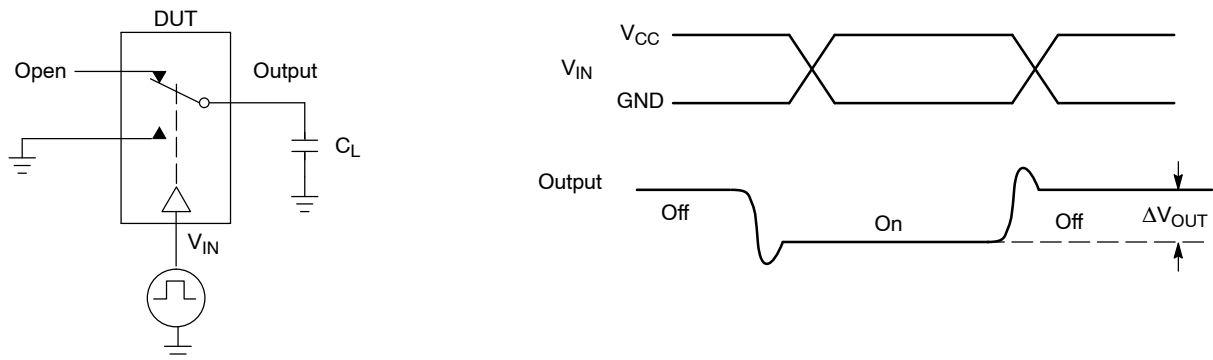 DUT
Open
Output
C_L
V_IN
V_CC
V_IN
GND
Output
Off
On
Off
ΔV_OUT